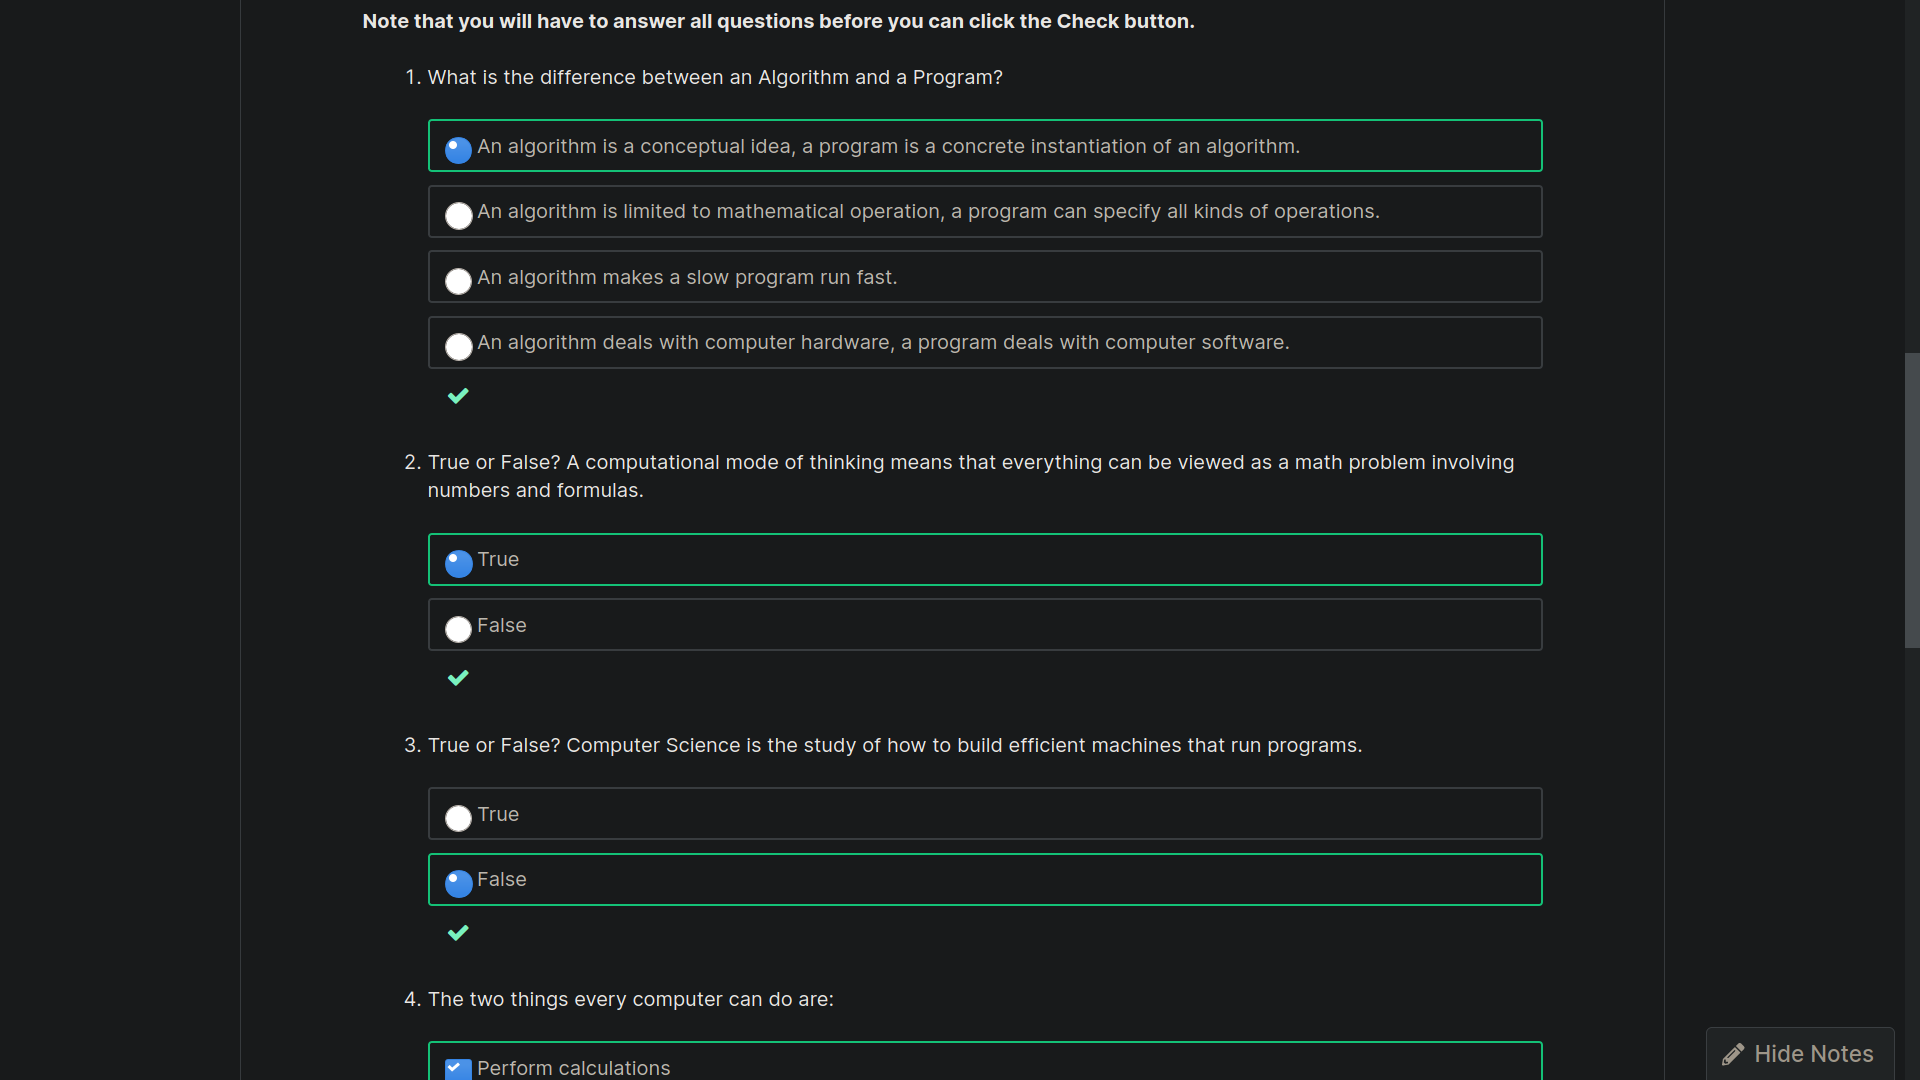 Note that you will have to answer all questions before you can click the Check button.
1. What is the difference between an Algorithm and a Program?
An algorithm is a conceptual idea, a program is a concrete instantiation of an algorithm.
An algorithm is limited to mathematical operation, a program can specify all kinds of operations.
An algorithm makes a slow program run fast.
An algorithm deals with computer hardware, a program deals with computer software.
2. True or False? A computational mode of thinking means that everything can be viewed as a math problem involving
numbers and formulas.
True
False
3. True or False? Computer Science is the study of how to build efficient machines that run programs.
True
False
4. The two things every computer can do are:
Perform calculations
Hide Notes